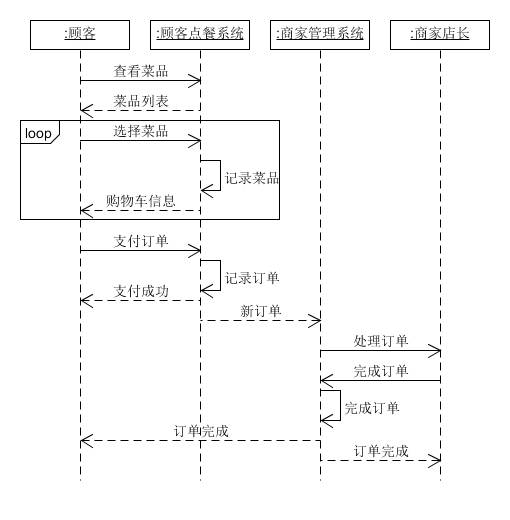 :顾客
:顾客点餐系统
:商家管理系统
:商家店长
查看菜品
菜品列表
loop
选择菜品
记录菜品
购物车信息
支付订单
记录订单
支付成功
新订单
处理订单
完成订单
完成订单
订单完成
订单完成